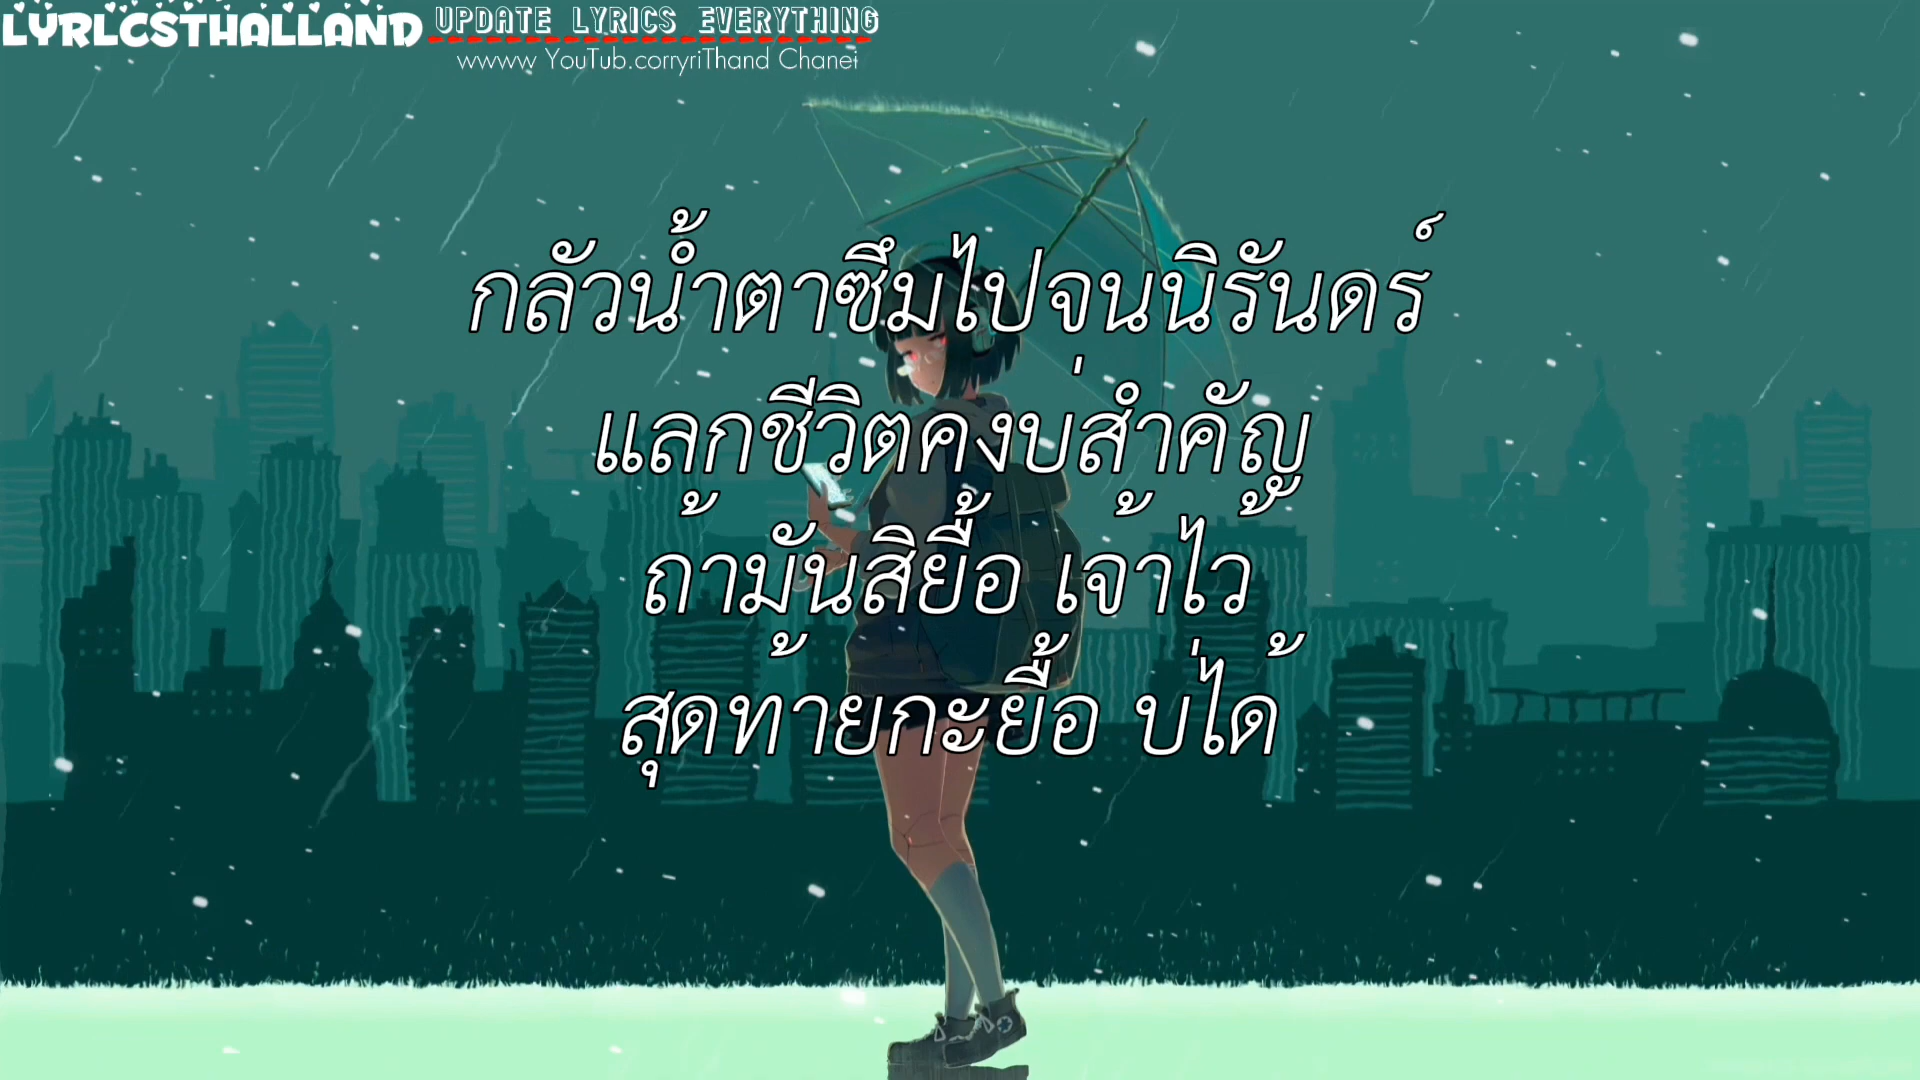 LYRLCSTHALLAND
UPDATE LYRICS EVERYTHING
wwww YouTub.corryriThand Chanei
กลัวน้ำตาซึมไปจนนิรันดร์
แลกชีวิตคงบ่สำคัญ
ถ้ามันสิยื้อ เจ้าไว้
สุดท้ายกะยื้อ บ่ได้